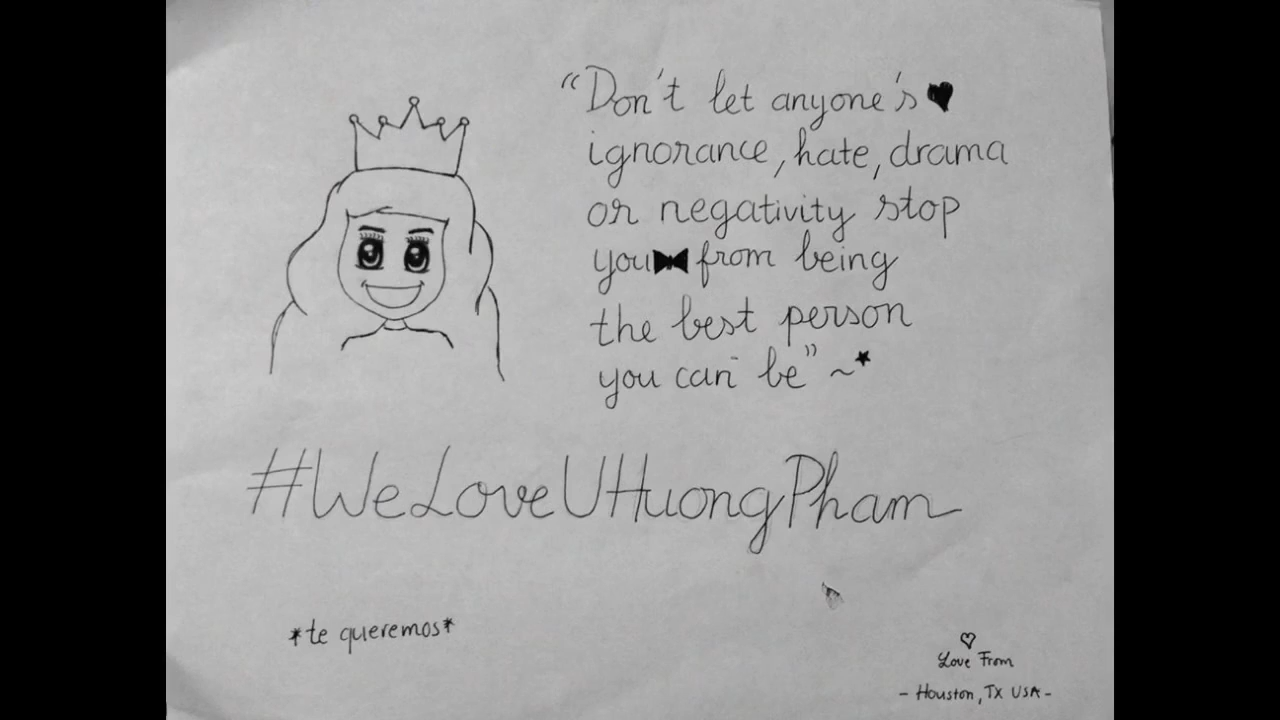 "Don't let anyone's
ignorance, hate, drama
or negativity stop
you from being
the best person
you can be" ~*
#WeLoveUHuongPham
*te queremos*
Love From
- Houston, TX USA -